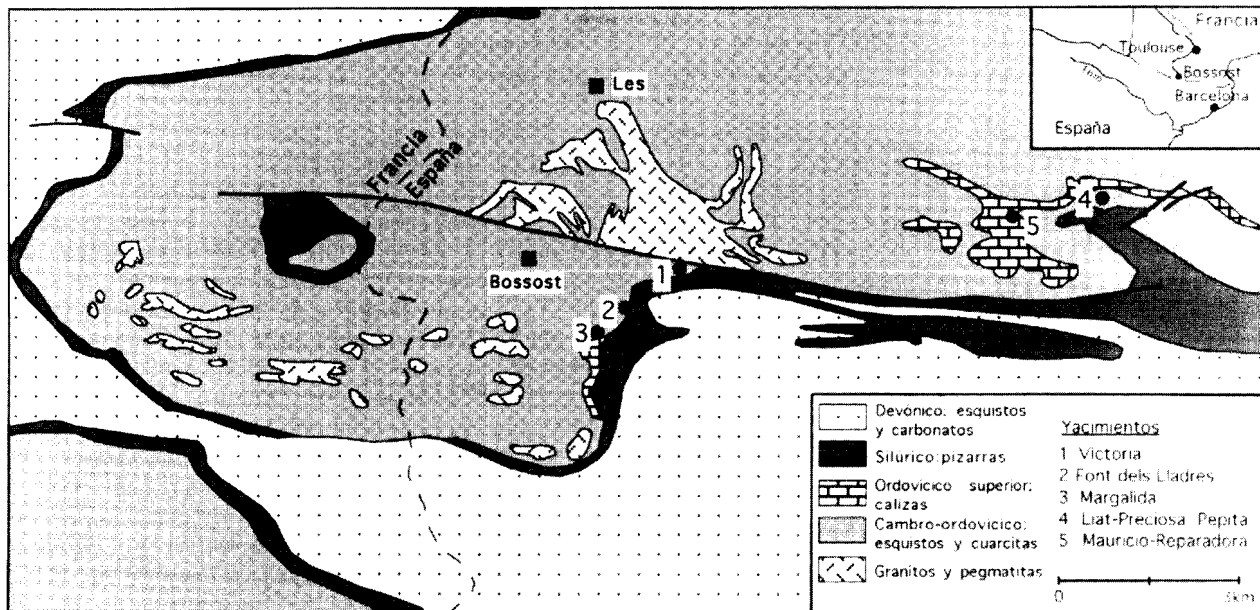 Francia
Toulouse
Bossost
Barcelona
España
Les
Francia
España
Bossost
1
2
3
4
5
Devónico: esquistos
y carbonatos
Silúrico: pizarras
Ordovicico superior:
calizas
Cambro-ordovicico:
esquistos y cuarcitas
Granitos y pegmatitas
Yacimientos
1 Victoria
2 Font dels Lladres
3 Margalida
4 Liat-Preciosa Pepita
5 Mauricio-Reparadora
0